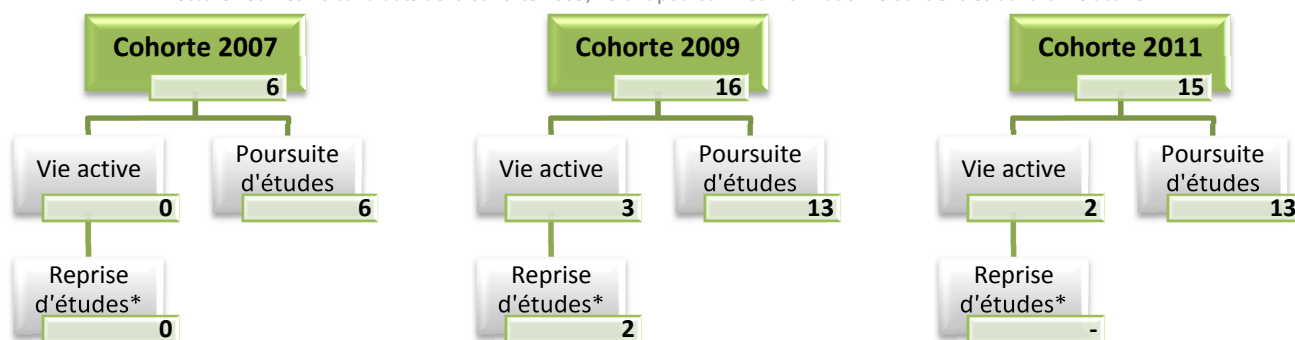 Cohorte 2007
6
Vie active
0
Poursuite
d'études
6
Reprise
d'études*
0
Cohorte 2009
16
Vie active
3
Poursuite
d'études
13
Reprise
d'études*
2
Cohorte 2011
15
Vie active
2
Poursuite
d'études
13
Reprise
d'études*
-